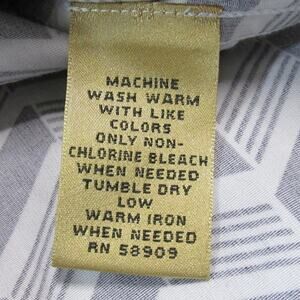 MACHINE
WASH WARM
WITH LIKE
COLORS
ONLY NON-
CHLORINE BLEACH
WHEN NEEDED
TUMBLE DRY
LOW
WARM IRON
WHEN NEEDED
RN 58909